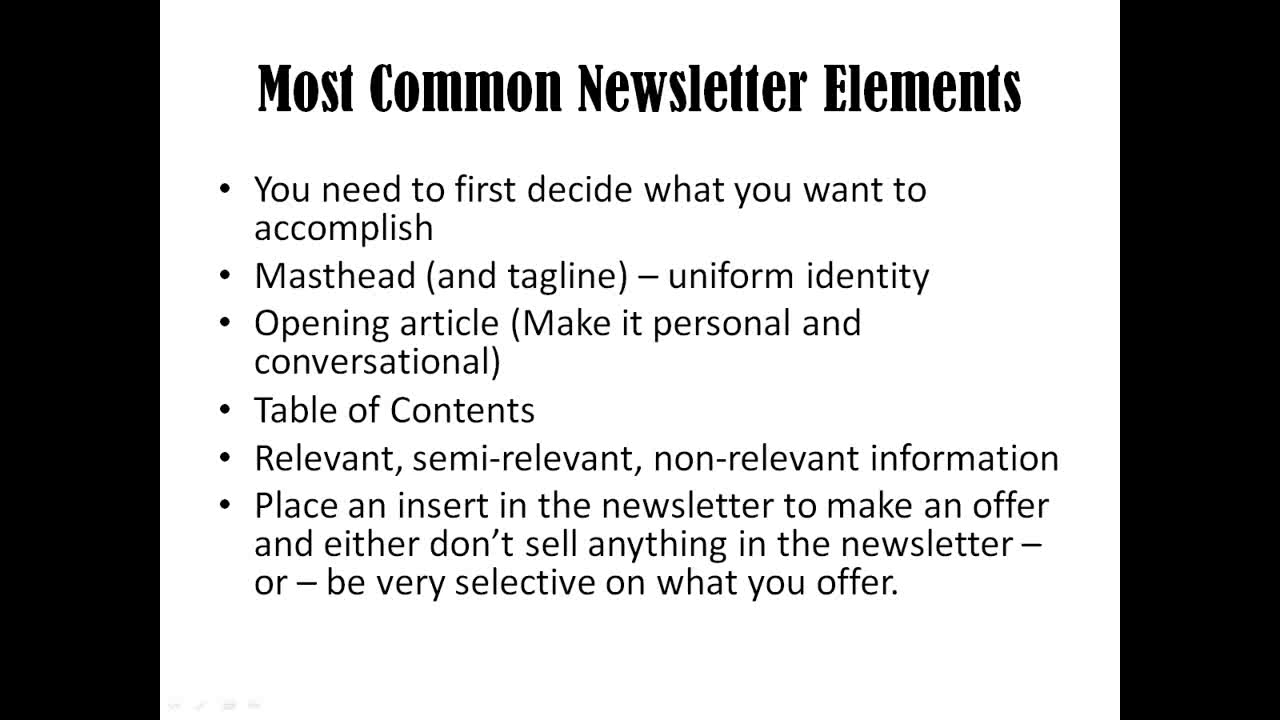 Most Common Newsletter Elements
• You need to first decide what you want to
accomplish
• Masthead (and tagline) – uniform identity
• Opening article (Make it personal and
conversational)
• Table of Contents
• Relevant, semi-relevant, non-relevant information
• Place an insert in the newsletter to make an offer
and either don’t sell anything in the newsletter –
or – be very selective on what you offer.